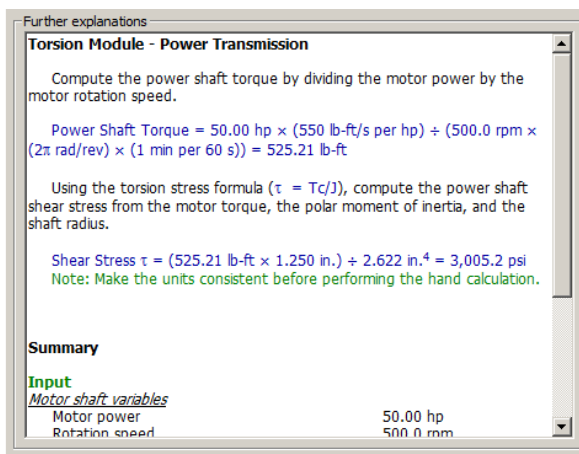 Further explanations
Torsion Module - Power Transmission
Compute the power shaft torque by dividing the motor power by the
motor rotation speed.
Power Shaft Torque = 50.00 hp × (550 lb-ft/s per hp) ÷ (500.0 rpm ×
(2π rad/rev) × (1 min per 60 s)) = 525.21 lb-ft
Using the torsion stress formula (τ = Tc/J), compute the power shaft
shear stress from the motor torque, the polar moment of inertia, and the
shaft radius.
Shear Stress τ = (525.21 lb-ft × 1.250 in.) ÷ 2.622 in.⁴ = 3,005.2 psi
Note: Make the units consistent before performing the hand calculation.
Summary
Input
Motor shaft variables
Motor power 50.00 hp
Rotation speed 500.0 rpm